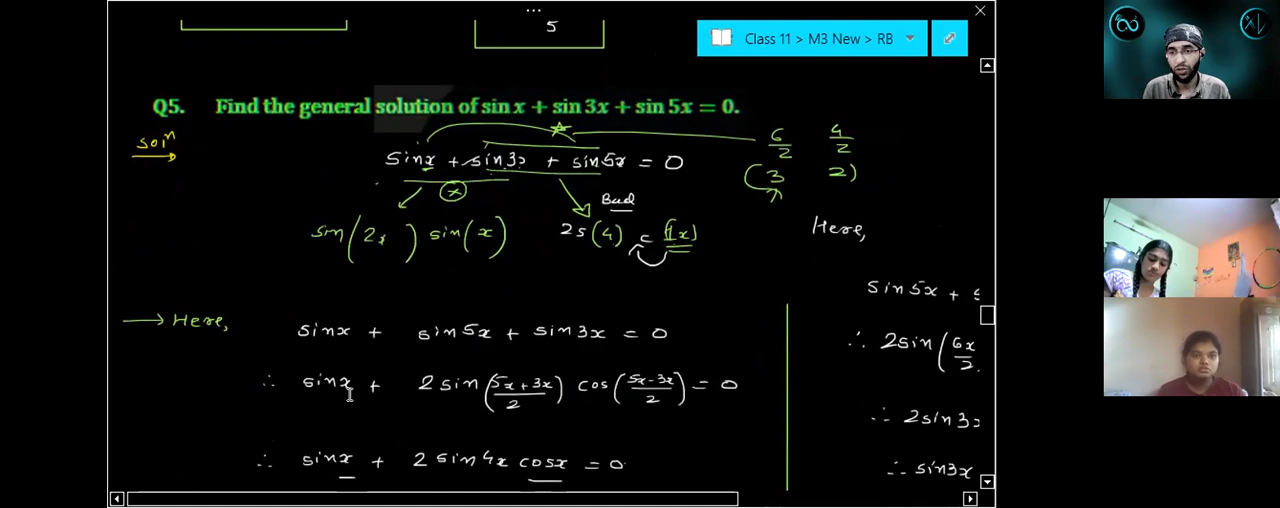 5
Class 11 > M3 New > RB
Q5. Find the general solution of sin x + sin 3x + sin 5x = 0.
Soln
sinx + sin3x + sin5x = 0
6/2 4/2
(3 2)
Bad
sin(2x) sin(x) 2s(4) c (1x)
Here,
sin5x + s
→ Here, sinx + sin5x + sin3x = 0
∴ 2sin(6x/2
∴ sinx + 2sin((5x+3x)/2) cos((5x-3x)/2) = 0
∴ 2sin3x
∴ sinx + 2sin4x cosx = 0
∴ sin3x